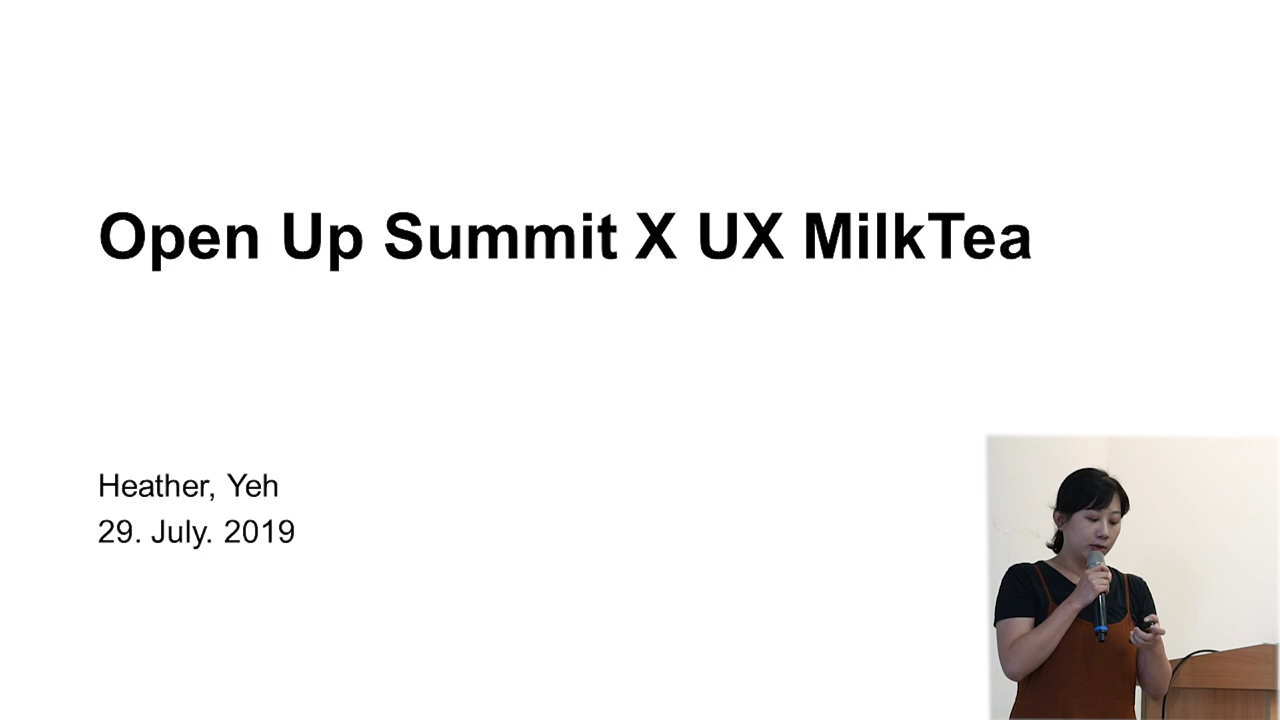 Open Up Summit X UX MilkTea
Heather, Yeh
29. July. 2019